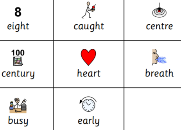 8
eight caught centre
100
century heart breath
busy early